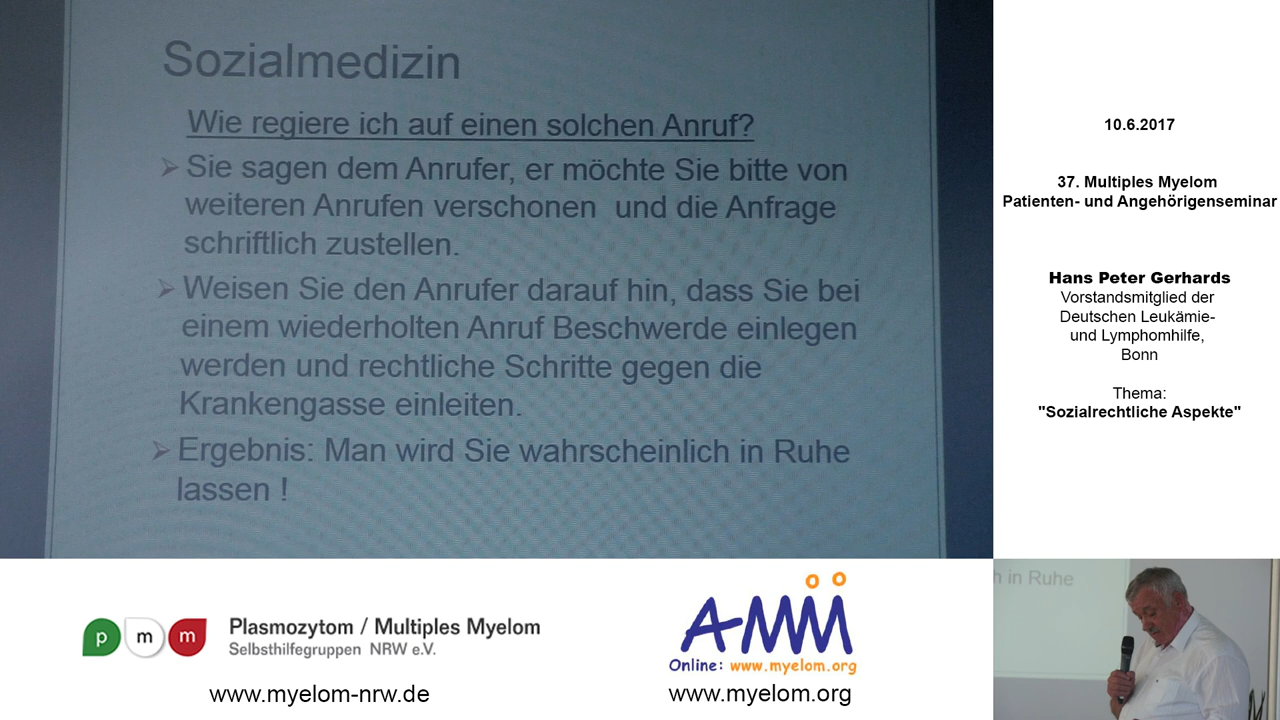 Sozialmedizin
Wie regiere ich auf einen solchen Anruf?
Sie sagen dem Anrufer, er möchte Sie bitte von
weiteren Anrufen verschonen und die Anfrage
schriftlich zustellen.
Weisen Sie den Anrufer darauf hin, dass Sie bei
einem wiederholten Anruf Beschwerde einlegen
werden und rechtliche Schritte gegen die
Krankengasse einleiten.
Ergebnis: Man wird Sie wahrscheinlich in Ruhe
lassen !
10.6.2017
37. Multiples Myelom
Patienten- und Angehörigenseminar
Hans Peter Gerhards
Vorstandsmitglied der
Deutschen Leukämie-
und Lymphomhilfe,
Bonn
Thema:
"Sozialrechtliche Aspekte"
h in Ruhe
p m m
Plasmozytom / Multiples Myelom
Selbsthilfegruppen NRW e.V.
www.myelom-nrw.de
AMM
Online: www.myelom.org
www.myelom.org